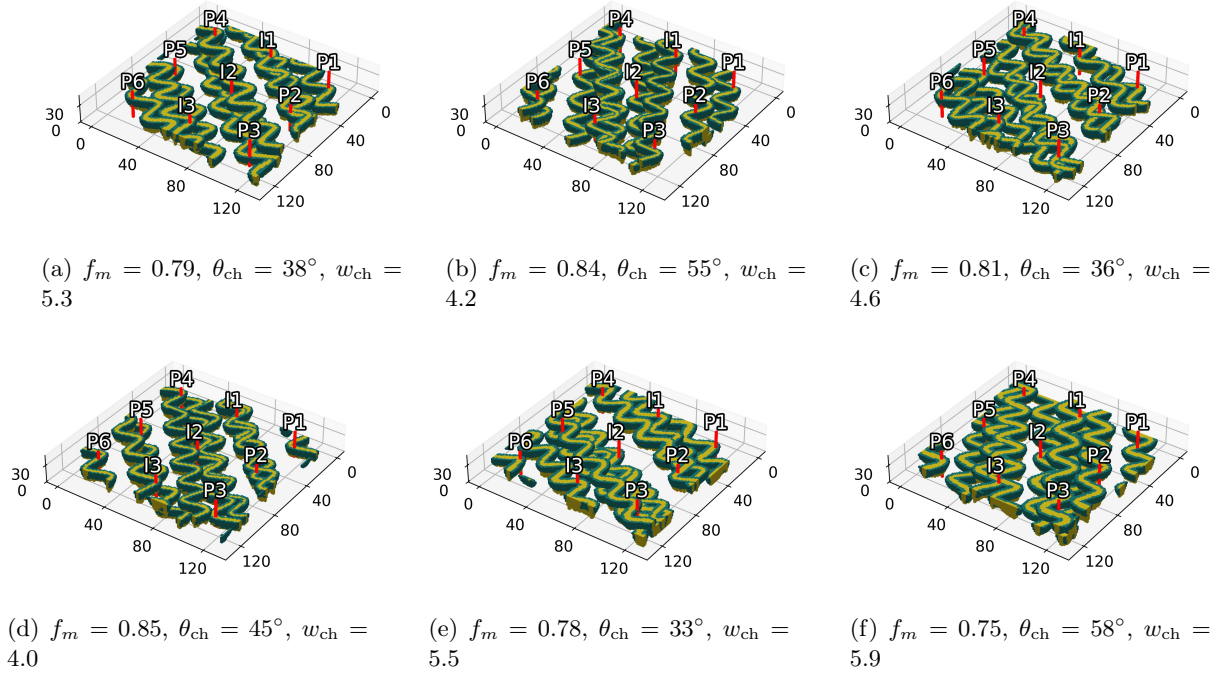 P4
I1
P5
P1
P6
I2
I3
P2
P3
30
0
0
40
80
120
0
40
80
120
P4
I1
P5
P1
P6
I2
I3
P2
P3
30
0
0
40
80
120
0
40
80
120
P4
I1
P5
P1
P6
I2
I3
P2
P3
30
0
0
40
80
120
0
40
80
120
(a) fₘ = 0.79, θ_ch = 38°, w_ch =
5.3
(b) fₘ = 0.84, θ_ch = 55°, w_ch =
4.2
(c) fₘ = 0.81, θ_ch = 36°, w_ch =
4.6
P4
I1
P5
P1
P6
I2
I3
P2
P3
30
0
0
40
80
120
0
40
80
120
P4
I1
P5
P1
P6
I2
I3
P2
P3
30
0
0
40
80
120
0
40
80
120
P4
I1
P5
P1
P6
I2
I3
P2
P3
30
0
0
40
80
120
0
40
80
120
(d) fₘ = 0.85, θ_ch = 45°, w_ch =
4.0
(e) fₘ = 0.78, θ_ch = 33°, w_ch =
5.5
(f) fₘ = 0.75, θ_ch = 58°, w_ch =
5.9